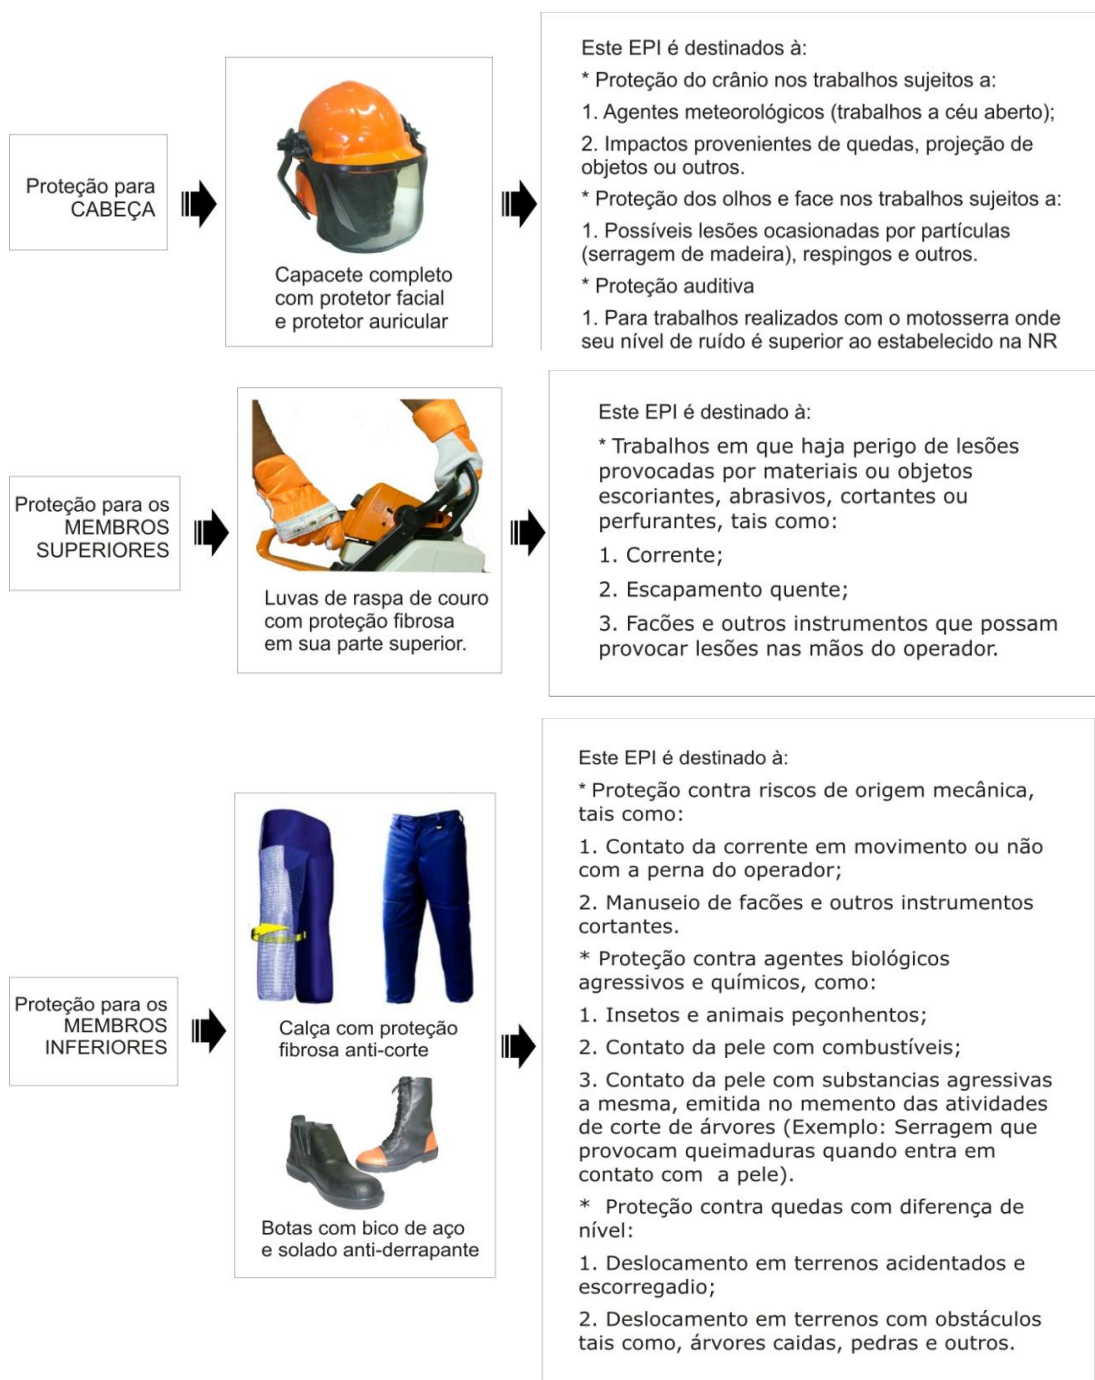 Proteção para
CABEÇA
Capacete completo
com protetor facial
e protetor auricular
Este EPI é destinados à:
* Proteção do crânio nos trabalhos sujeitos a:
1. Agentes meteorológicos (trabalhos a céu aberto);
2. Impactos provenientes de quedas, projeção de
objetos ou outros.
* Proteção dos olhos e face nos trabalhos sujeitos a:
1. Possíveis lesões ocasionadas por partículas
(serragem de madeira), respingos e outros.
* Proteção auditiva
1. Para trabalhos realizados com o motosserra onde
seu nível de ruído é superior ao estabelecido na NR
Proteção para os
MEMBROS
SUPERIORES
Luvas de raspa de couro
com proteção fibrosa
em sua parte superior.
Este EPI é destinado à:
* Trabalhos em que haja perigo de lesões
provocadas por materiais ou objetos
escoriantes, abrasivos, cortantes ou
perfurantes, tais como:
1. Corrente;
2. Escapamento quente;
3. Facões e outros instrumentos que possam
provocar lesões nas mãos do operador.
Proteção para os
MEMBROS
INFERIORES
Calça com proteção
fibrosa anti-corte
Botas com bico de aço
e solado anti-derrapante
Este EPI é destinado à:
* Proteção contra riscos de origem mecânica,
tais como:
1. Contato da corrente em movimento ou não
com a perna do operador;
2. Manuseio de facões e outros instrumentos
cortantes.
* Proteção contra agentes biológicos
agressivos e químicos, como:
1. Insetos e animais peçonhentos;
2. Contato da pele com combustíveis;
3. Contato da pele com substancias agressivas
a mesma, emitida no memento das atividades
de corte de árvores (Exemplo: Serragem que
provocam queimaduras quando entra em
contato com  a pele).
*  Proteção contra quedas com diferença de
nível:
1. Deslocamento em terrenos acidentados e
escorregadio;
2. Deslocamento em terrenos com obstáculos
tais como, árvores caidas, pedras e outros.